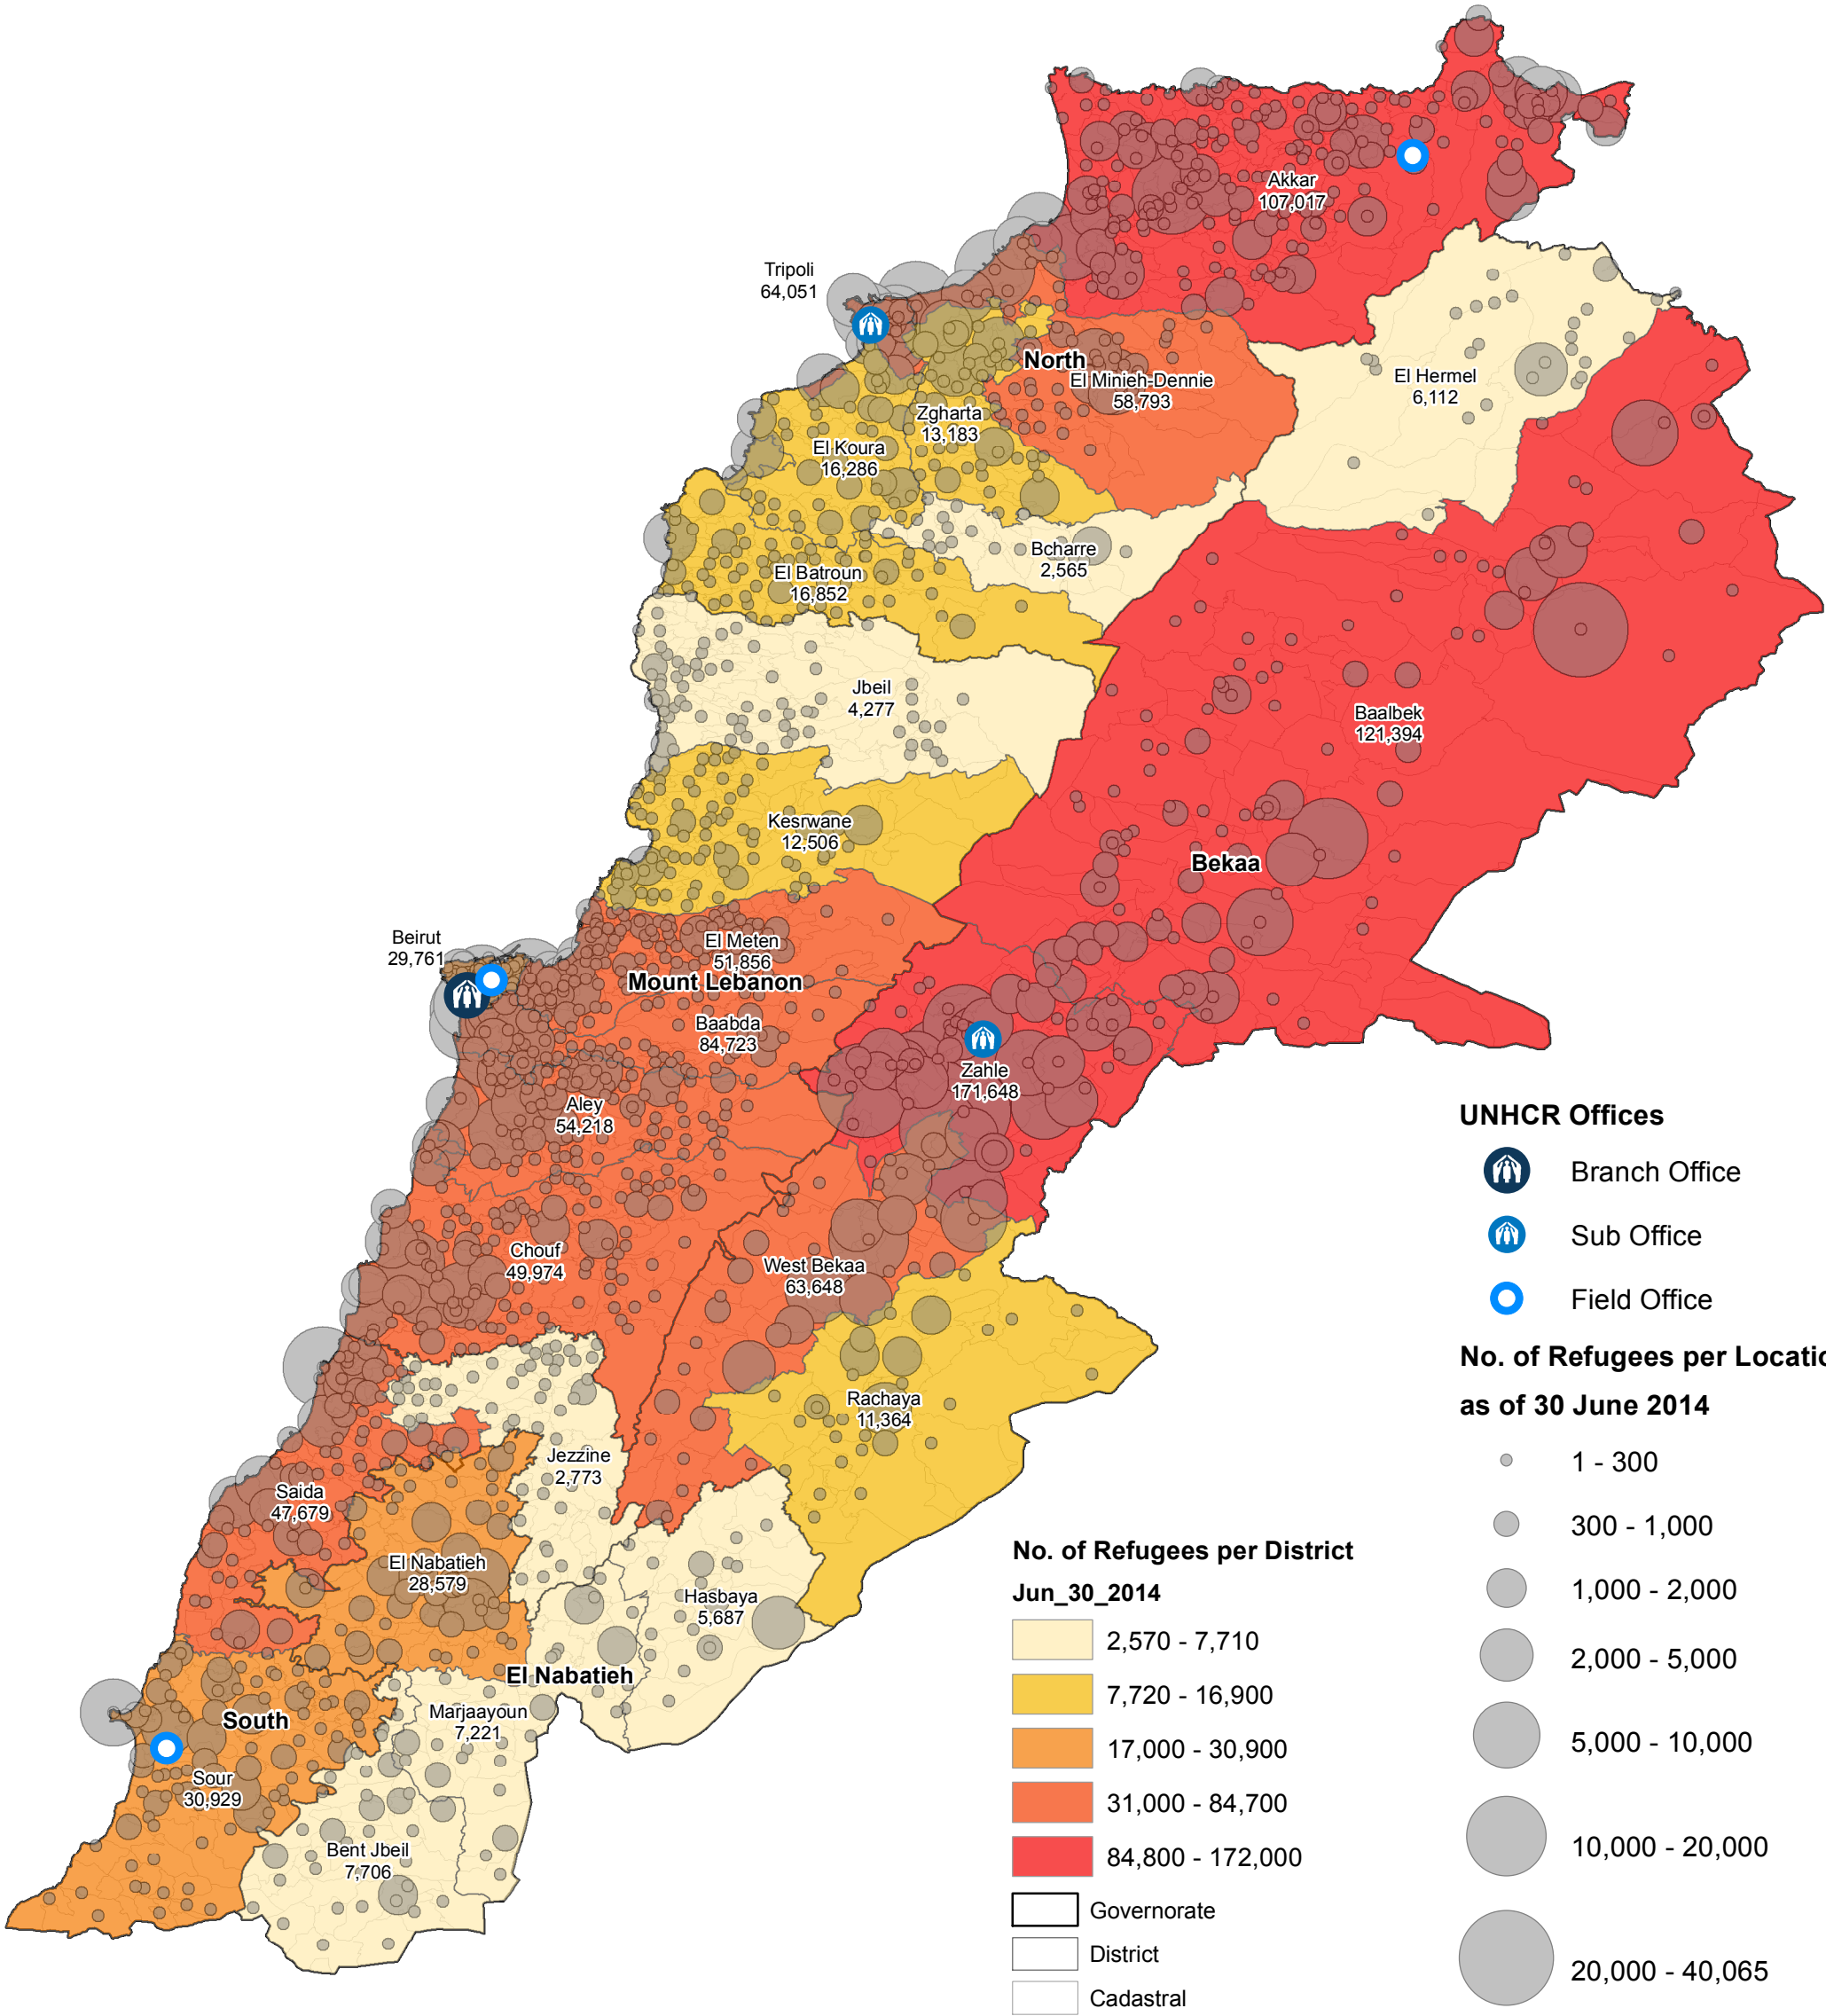 Akkar
107,017
Tripoli
64,051
North
El Minieh-Dennie
58,793
El Hermel
6,112
Zgharta
13,183
El Koura
16,286
Bcharre
2,565
El Batroun
16,852
Jbeil
4,277
Baalbek
121,394
Kesrwane
12,506
Bekaa
Beirut
29,761
El Meten
51,856
Mount Lebanon
Baabda
84,723
Zahle
171,648
Aley
54,218
Chouf
49,974
West Bekaa
63,648
Rachaya
11,364
Jezzine
2,773
Saida
47,679
El Nabatieh
28,579
Hasbaya
5,687
El Nabatieh
Marjaayoun
7,221
South
Sour
30,929
Bent Jbeil
7,706
UNHCR Offices
Branch Office
Sub Office
Field Office
No. of Refugees per Locatio
as of 30 June 2014
1 - 300
300 - 1,000
1,000 - 2,000
2,000 - 5,000
5,000 - 10,000
10,000 - 20,000
20,000 - 40,065
No. of Refugees per District
Jun_30_2014
2,570 - 7,710
7,720 - 16,900
17,000 - 30,900
31,000 - 84,700
84,800 - 172,000
Governorate
District
Cadastral